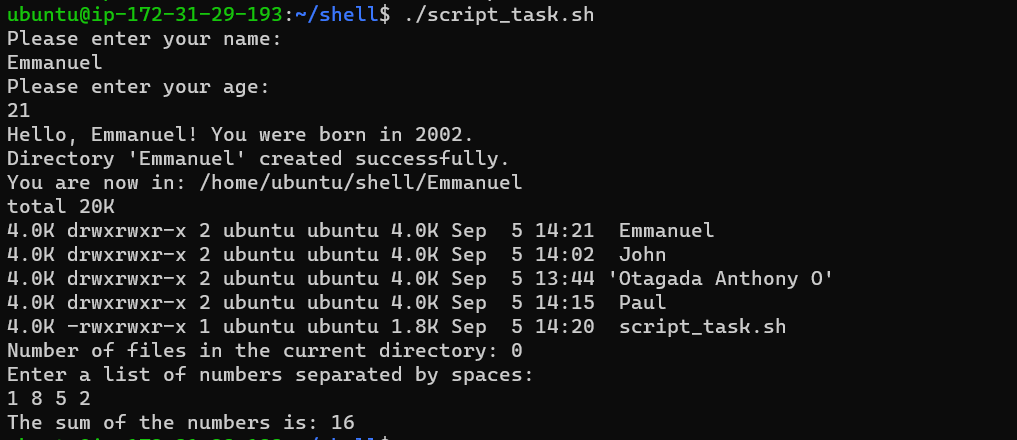 ubuntu@ip-172-31-29-193:~/shell$ ./script_task.sh
Please enter your name:
Emmanuel
Please enter your age:
21
Hello, Emmanuel! You were born in 2002.
Directory 'Emmanuel' created successfully.
You are now in: /home/ubuntu/shell/Emmanuel
total 20K
4.0K drwxrwxr-x 2 ubuntu ubuntu 4.0K Sep  5 14:21  Emmanuel
4.0K drwxrwxr-x 2 ubuntu ubuntu 4.0K Sep  5 14:02  John
4.0K drwxrwxr-x 2 ubuntu ubuntu 4.0K Sep  5 13:44 'Otagada Anthony O'
4.0K drwxrwxr-x 2 ubuntu ubuntu 4.0K Sep  5 14:15  Paul
4.0K -rwxrwxr-x 1 ubuntu ubuntu 1.8K Sep  5 14:20  script_task.sh
Number of files in the current directory: 0
Enter a list of numbers separated by spaces:
1 8 5 2
The sum of the numbers is: 16